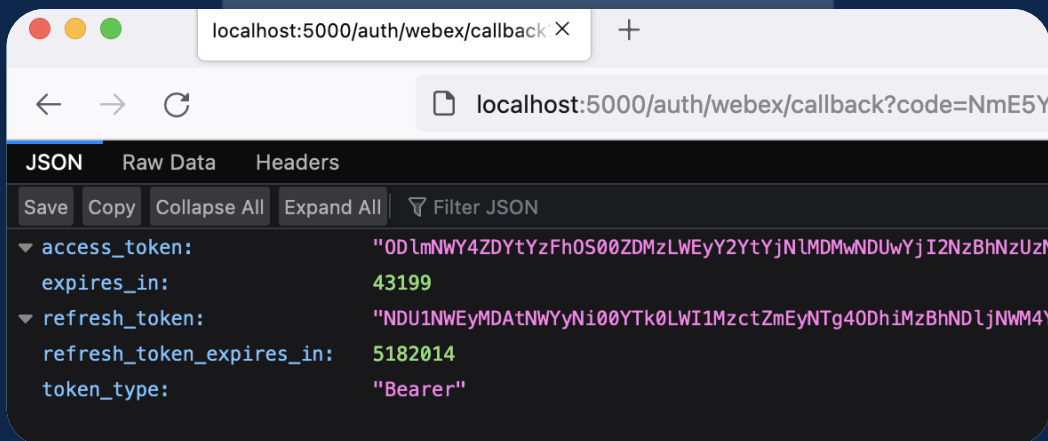 localhost:5000/auth/webex/callback
localhost:5000/auth/webex/callback?code=NmE5Y
JSON Raw Data Headers
Save Copy Collapse All Expand All Filter JSON
access_token: "ODlmNWY4ZDYtYzFhOS00ZDMzLWEyY2YtYjNlMDMwNDUwYjI2NzBhNzUzN
expires_in: 43199
refresh_token: "NDU1NWEyMDAtNWYyNi00YTk0LWI1MzctZmEyNTg4ODhiMzBhNDljNWM4Y
refresh_token_expires_in: 5182014
token_type: "Bearer"